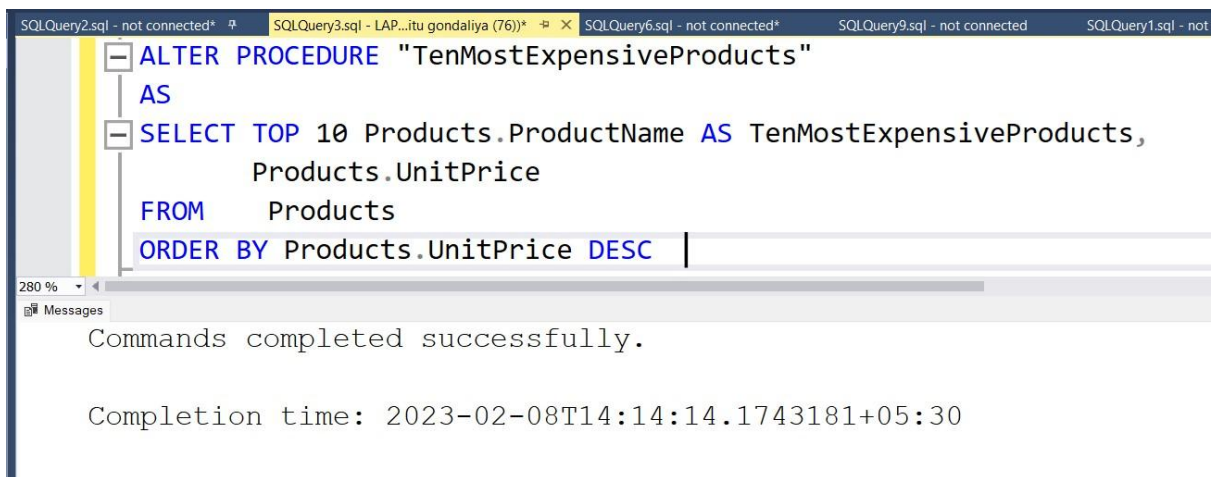 SQLQuery2.sql - not connected* SQLQuery3.sql - LAP...itu gondaliya (76))* SQLQuery6.sql - not connected* SQLQuery9.sql - not connected SQLQuery1.sql - not
ALTER PROCEDURE "TenMostExpensiveProducts"
AS
SELECT TOP 10 Products.ProductName AS TenMostExpensiveProducts,
Products.UnitPrice
FROM Products
ORDER BY Products.UnitPrice DESC
280 %
Messages
Commands completed successfully.
Completion time: 2023-02-08T14:14:14.1743181+05:30